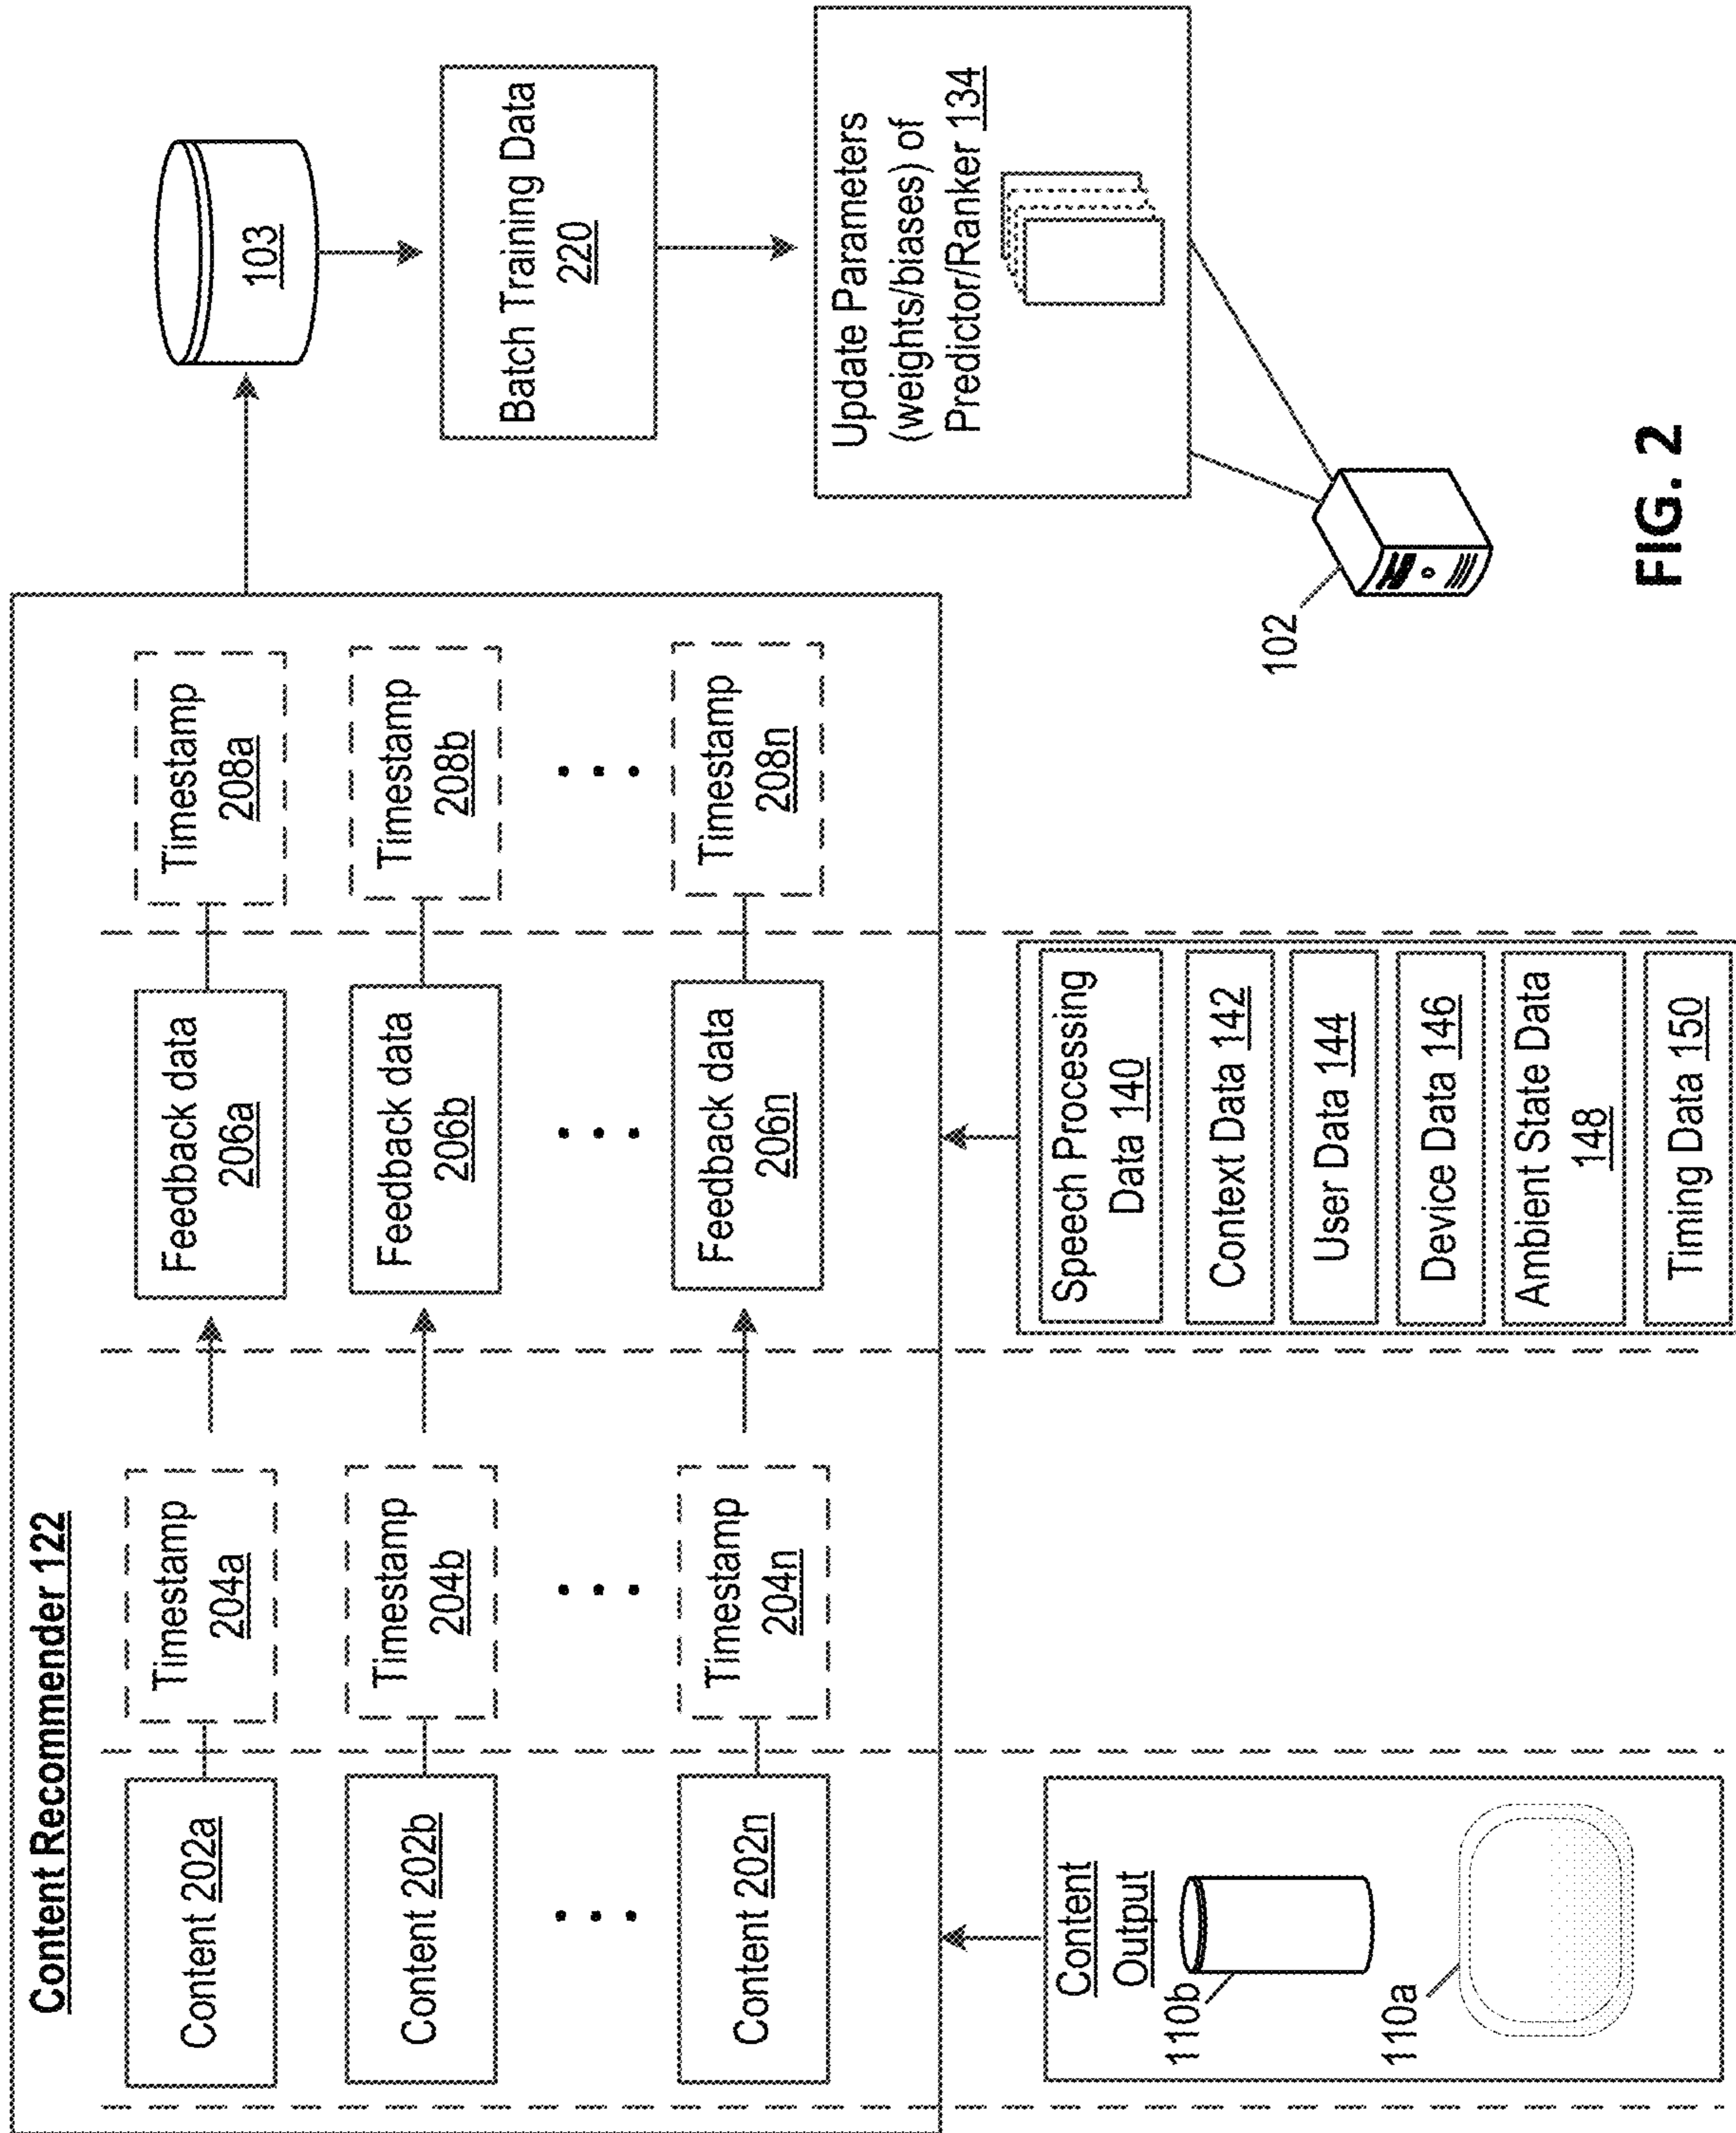 Content Recommender 122
Content 202a
Timestamp
204a
Feedback data
206a
Timestamp
208a
Content 202b
Timestamp
204b
Feedback data
206b
Timestamp
208b
Content 202n
Timestamp
204n
Feedback data
206n
Timestamp
208n
Content
Output
110b
110a
Speech Processing
Data 140
Context Data 142
User Data 144
Device Data 146
Ambient State Data
148
Timing Data 150
103
Batch Training Data
220
Update Parameters
(weights/biases) of
Predictor/Ranker 134
102
FIG. 2